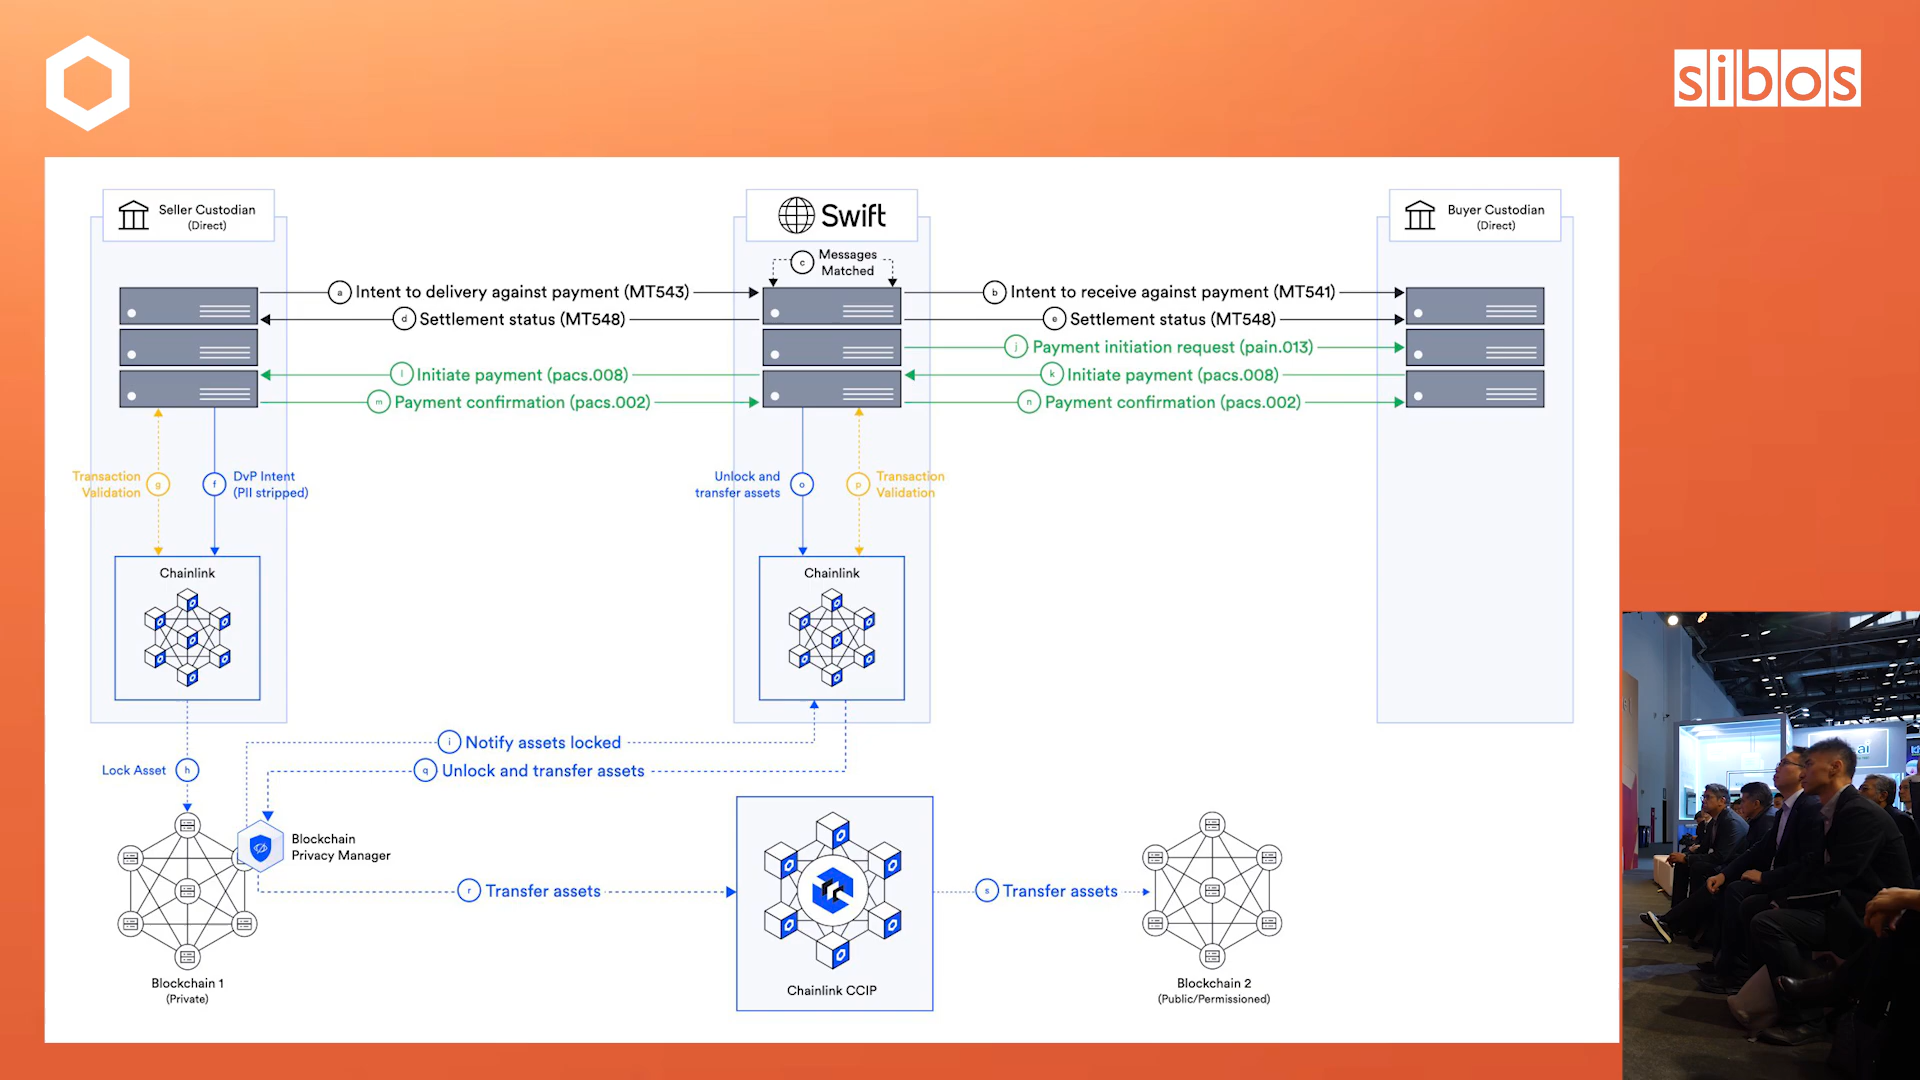 sibos
Seller Custodian
(Direct)
Swift
Buyer Custodian
(Direct)
c
Messages
Matched
a
Intent to delivery against payment (MT543)
b
Intent to receive against payment (MT541)
d
Settlement status (MT548)
e
Settlement status (MT548)
j
Payment initiation request (pain.013)
l
Initiate payment (pacs.008)
k
Initiate payment (pacs.008)
m
Payment confirmation (pacs.002)
n
Payment confirmation (pacs.002)
Transaction
Validation
g
f
DvP Intent
(PII stripped)
Unlock and
transfer assets
o
p
Transaction
Validation
Chainlink
Chainlink
i
Notify assets locked
Lock Asset
h
q
Unlock and transfer assets
Blockchain
Privacy Manager
r
Transfer assets
s
Transfer assets
Blockchain 1
(Private)
Chainlink CCIP
Blockchain 2
(Public/Permissioned)
ai